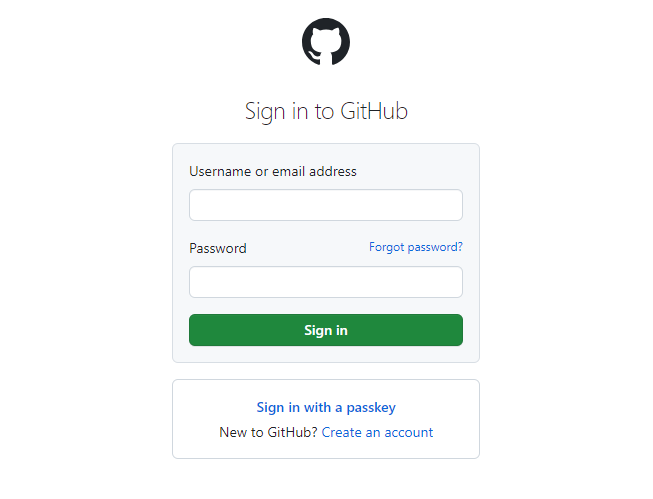 Sign in to GitHub
Username or email address
Password Forgot password?
Sign in
Sign in with a passkey
New to GitHub? Create an account